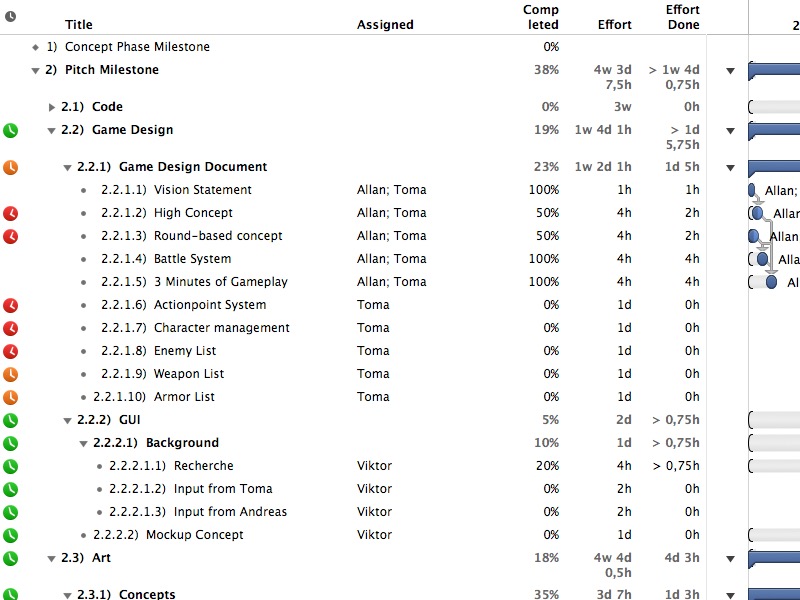 Title Assigned Comp leted Effort Effort Done 2
1) Concept Phase Milestone 0%
2) Pitch Milestone 38% 4w 3d 7,5h > 1w 4d 0,75h
2.1) Code 0% 3w 0h
2.2) Game Design 19% 1w 4d 1h > 1d 5,75h
2.2.1) Game Design Document 23% 1w 2d 1h 1d 5h
2.2.1.1) Vision Statement Allan; Toma 100% 1h 1h Allan;
2.2.1.2) High Concept Allan; Toma 50% 4h 2h Allan
2.2.1.3) Round-based concept Allan; Toma 50% 4h 2h Allan
2.2.1.4) Battle System Allan; Toma 100% 4h 4h Alla
2.2.1.5) 3 Minutes of Gameplay Allan; Toma 100% 4h 4h Al
2.2.1.6) Actionpoint System Toma 0% 1d 0h
2.2.1.7) Character management Toma 0% 1d 0h
2.2.1.8) Enemy List Toma 0% 1d 0h
2.2.1.9) Weapon List Toma 0% 1d 0h
2.2.1.10) Armor List Toma 0% 1d 0h
2.2.2) GUI 5% 2d > 0,75h
2.2.2.1) Background 10% 1d > 0,75h
2.2.2.1.1) Recherche Viktor 20% 4h > 0,75h
2.2.2.1.2) Input from Toma Viktor 0% 2h 0h
2.2.2.1.3) Input from Andreas Viktor 0% 2h 0h
2.2.2.2) Mockup Concept Viktor 0% 1d 0h
2.3) Art 18% 4w 4d 0,5h 4d 3h
2.3.1) Concepts 35% 3d 7h 1d 3h